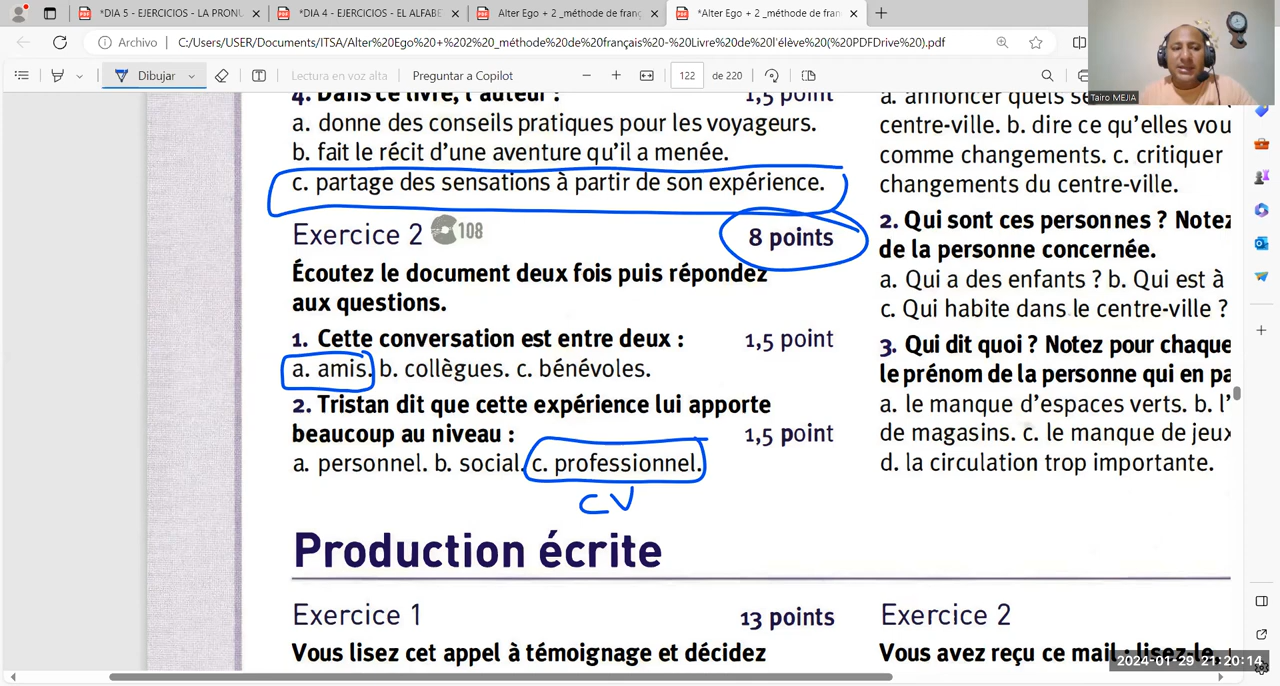 *DIA 5 - EJERCICIOS - LA PRONU
*DIA 4 - EJERCICIOS - EL ALFABE
Alter Ego + 2 _méthode de franç
*Alter Ego + 2 _méthode de fran
Archivo
C:/Users/USER/Documents/ITSA/Alter%20Ego%20+%202%20_méthode%20de%20français%20-%20Livre%20de%20l'élève%20(%20PDFDrive%20).pdf
Dibujar
Lectura en voz alta
Preguntar a Copilot
122
de 220
Tairo MEJIA
4. Dans ce livre, l'auteur : 1,5 point
a. donne des conseils pratiques pour les voyageurs.
b. fait le récit d'une aventure qu'il a menée.
c. partage des sensations à partir de son expérience.
Exercice 2 108 8 points
Écoutez le document deux fois puis répondez
aux questions.
1. Cette conversation est entre deux : 1,5 point
a. amis. b. collègues. c. bénévoles.
2. Tristan dit que cette expérience lui apporte
beaucoup au niveau : 1,5 point
a. personnel. b. social. c. professionnel.
CV
a. annoncer quels se
centre-ville. b. dire ce qu'elles vou
comme changements. c. critiquer
changements du centre-ville.
2. Qui sont ces personnes ? Notez
de la personne concernée.
a. Qui a des enfants ? b. Qui est à
c. Qui habite dans le centre-ville ?
3. Qui dit quoi ? Notez pour chaque
le prénom de la personne qui en pa
a. le manque d'espaces verts. b. l'
de magasins. c. le manque de jeux
d. la circulation trop importante.
Production écrite
Exercice 1 13 points
Vous lisez cet appel à témoignage et décidez
Exercice 2
Vous avez reçu ce mail : lisez-le,
2024-01-29 21:20:14